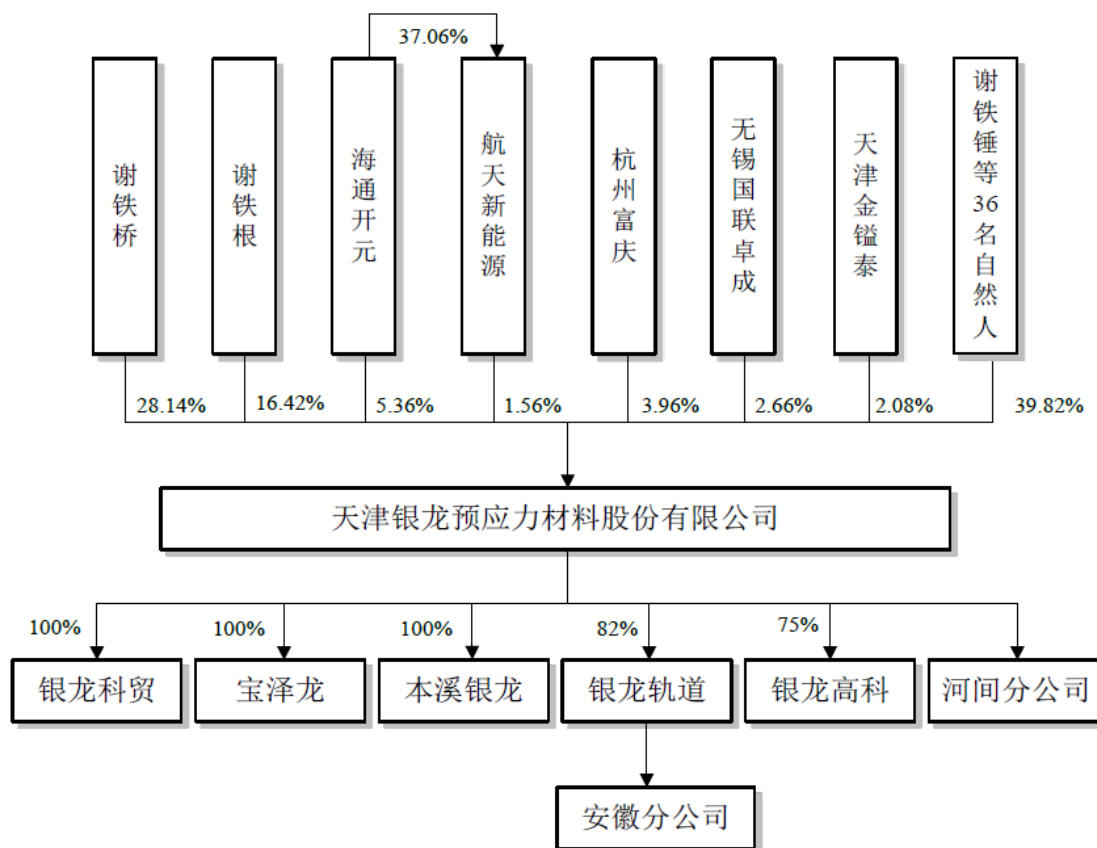 37.06%
谢铁桥
谢铁根
海通开元
航天新能源
杭州富庆
无锡国联卓成
天津金镒泰
谢铁锤等36名自然人
28.14%
16.42%
5.36%
1.56%
3.96%
2.66%
2.08%
39.82%
天津银龙预应力材料股份有限公司
100%
100%
100%
82%
75%
银龙科贸
宝泽龙
本溪银龙
银龙轨道
银龙高科
河间分公司
安徽分公司